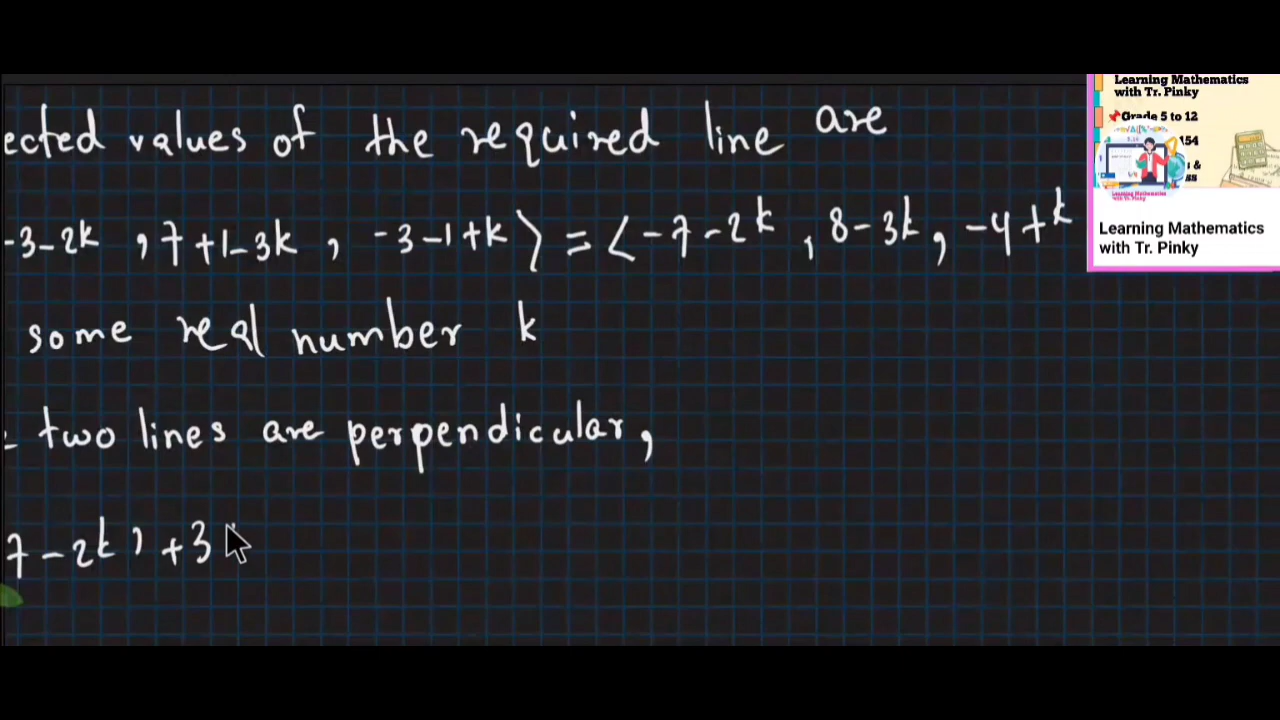 ected values of the required line are
-3-2k , 7+1-3k , -3-1+k ⟩ = ⟨ -7-2k , 8-3k, -4+k
some real number k
two lines are perpendicular,
7-2k) +3
Learning Mathematics
with Tr. Pinky
Grade 5 to 12
154
&
Learning Mathematics
with Tr. Pinky